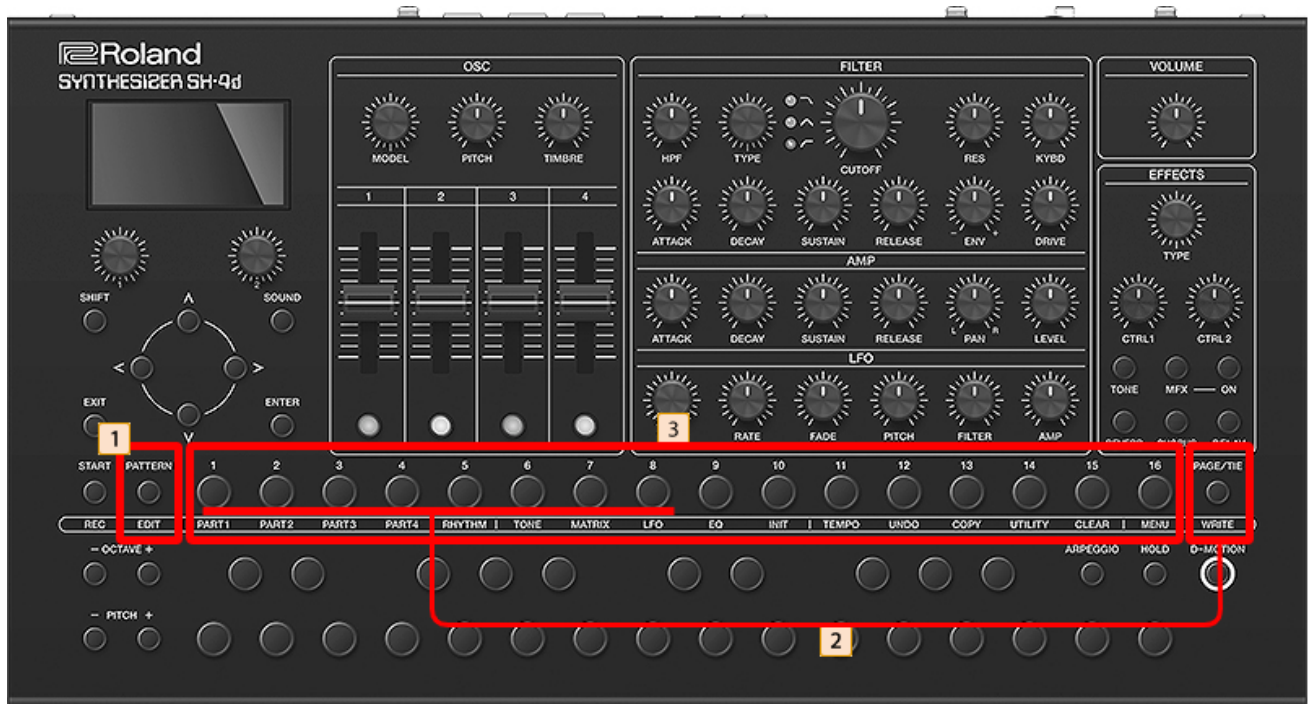 Roland
SYNTHESIZER SH-4d
OSC
FILTER
VOLUME
MODEL PITCH TIMBRE
HPF TYPE CUTOFF RES KYBD
EFFECTS
1 2 3 4
ATTACK DECAY SUSTAIN RELEASE - ENV + DRIVE
TYPE
AMP
1 2
SHIFT SOUND
ATTACK DECAY SUSTAIN RELEASE L PAN R LEVEL
CTRL1 CTRL2
LFO
TONE MFX ON
EXIT ENTER
RATE FADE PITCH FILTER AMP
1
3
START PATTERN 1 2 3 4 5 6 7 8 9 10 11 12 13 14 15 16 PAGE/TIE
REC EDIT PART1 PART2 PART3 PART4 RHYTHM TONE MATRIX LFO EQ INIT TEMPO UNDO COPY UTILITY CLEAR MENU WRITE
- OCTAVE + ARPEGGIO HOLD D-MOTION
- PITCH +
2